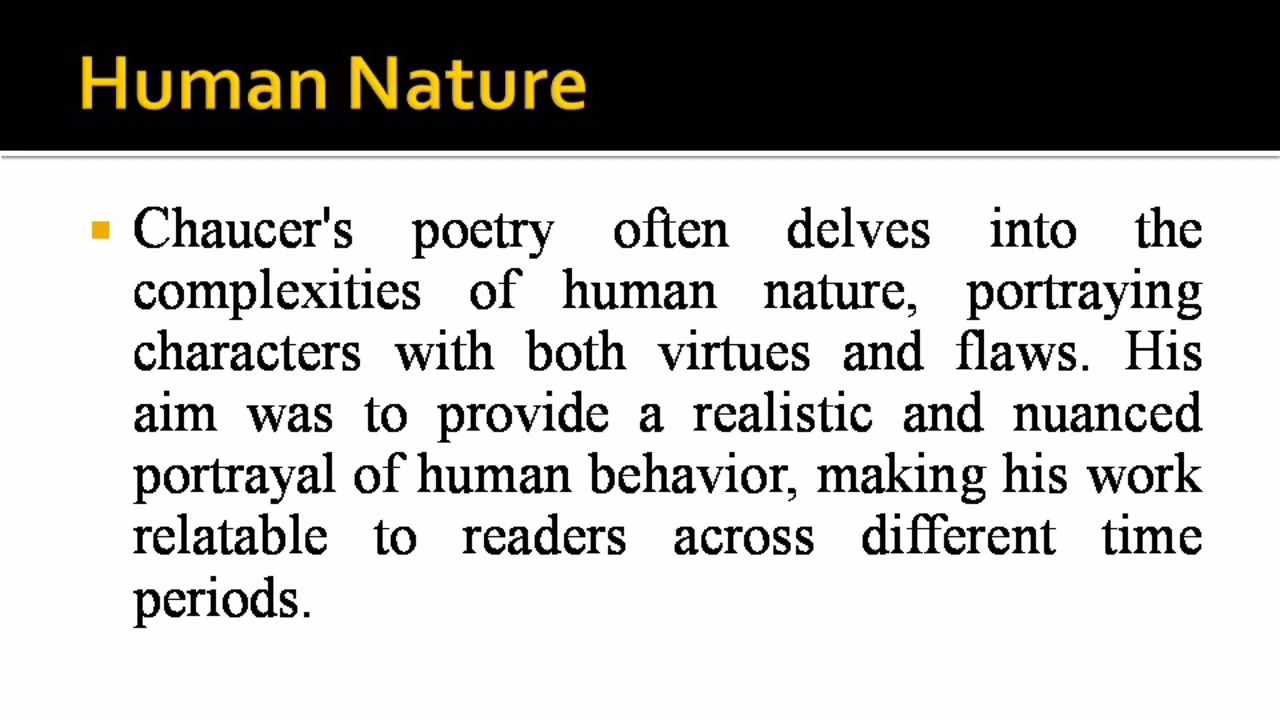 Human Nature
Chaucer's poetry often delves into the
complexities of human nature, portraying
characters with both virtues and flaws. His
aim was to provide a realistic and nuanced
portrayal of human behavior, making his work
relatable to readers across different time
periods.